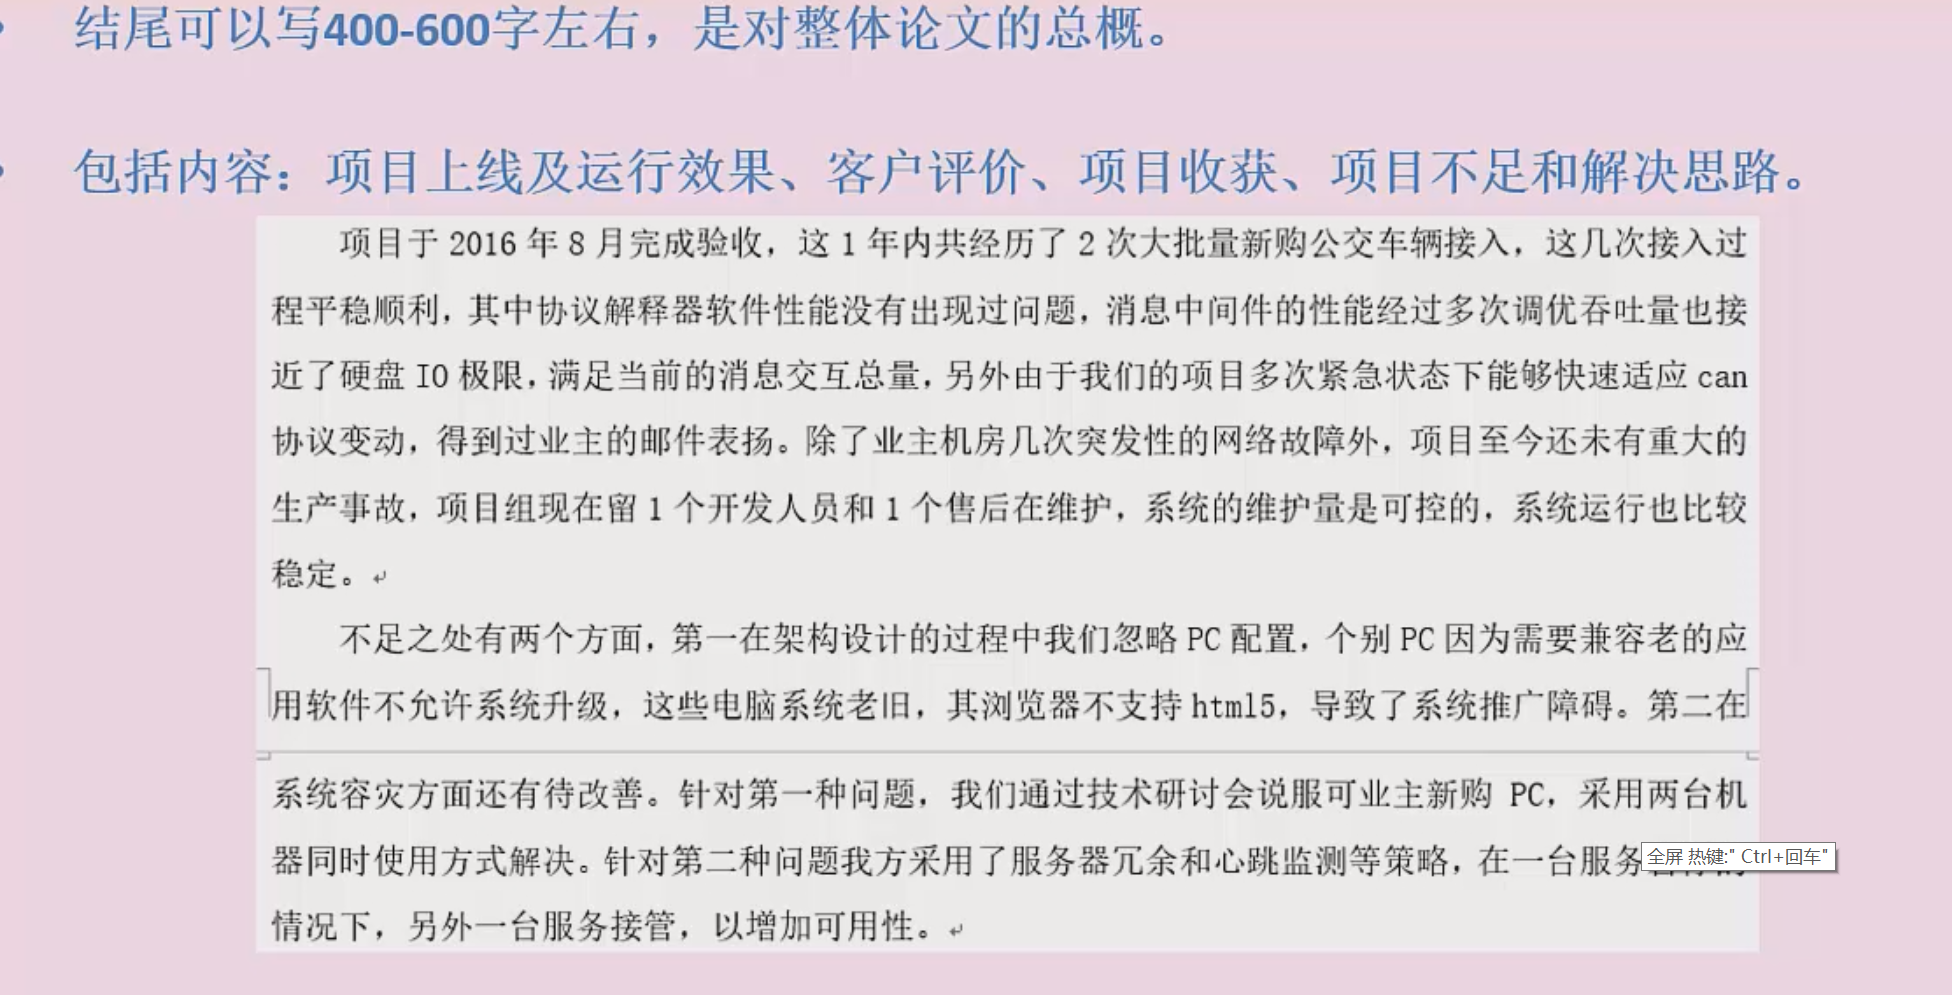 结尾可以写400-600字左右，是对整体论文的总概。
包括内容：项目上线及运行效果、客户评价、项目收获、项目不足和解决思路。
项目于 2016 年 8 月完成验收，这 1 年内共经历了 2 次大批量新购公交车辆接入，这几次接入过
程平稳顺利，其中协议解释器软件性能没有出现过问题，消息中间件的性能经过多次调优吞吐量也接
近了硬盘 IO 极限，满足当前的消息交互总量，另外由于我们的项目多次紧急状态下能够快速适应 can
协议变动，得到过业主的邮件表扬。除了业主机房几次突发性的网络故障外，项目至今还未有重大的
生产事故，项目组现在留 1 个开发人员和 1 个售后在维护，系统的维护量是可控的，系统运行也比较
稳定。
不足之处有两个方面，第一在架构设计的过程中我们忽略 PC 配置，个别 PC 因为需要兼容老的应
用软件不允许系统升级，这些电脑系统老旧，其浏览器不支持 html5，导致了系统推广障碍。第二在
系统容灾方面还有待改善。针对第一种问题，我们通过技术研讨会说服可业主新购 PC，采用两台机
器同时使用方式解决。针对第二种问题我方采用了服务器冗余和心跳监测等策略，在一台服务
全屏 热键:" Ctrl+回车"
情况下，另外一台服务接管，以增加可用性。